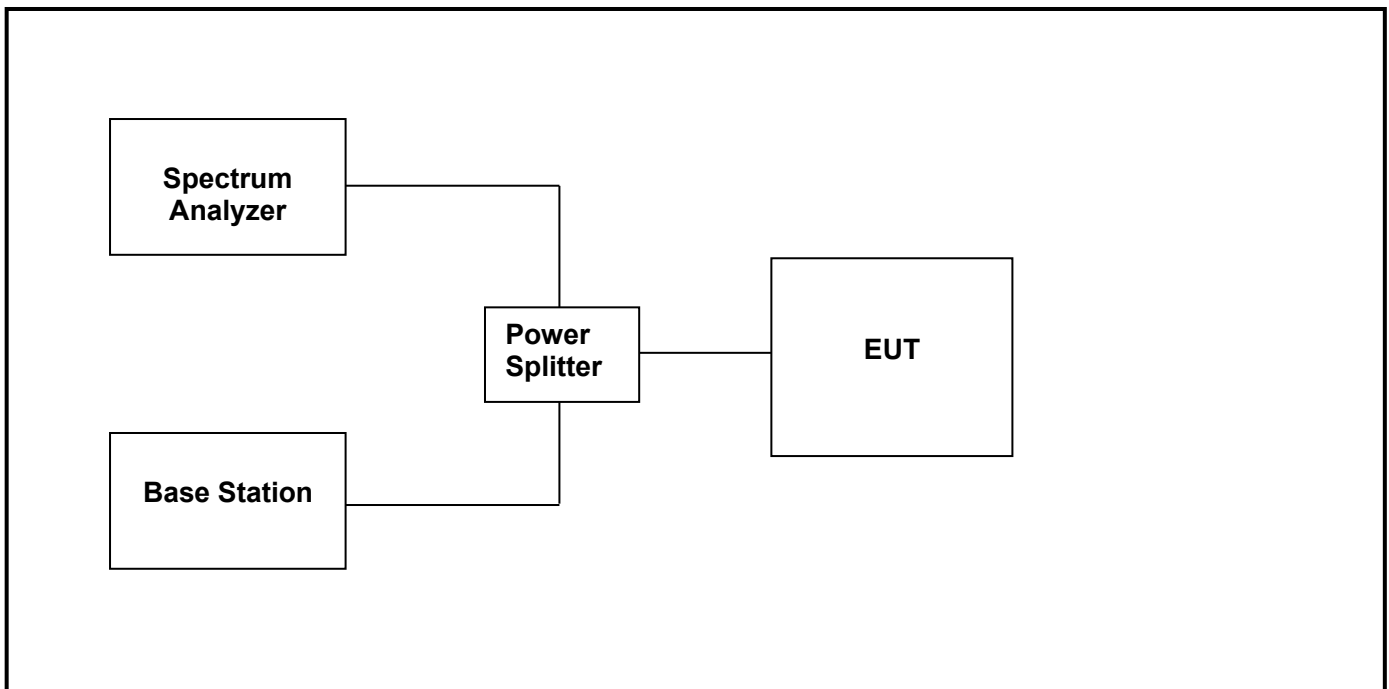 Spectrum
Analyzer
Power
Splitter
EUT
Base Station